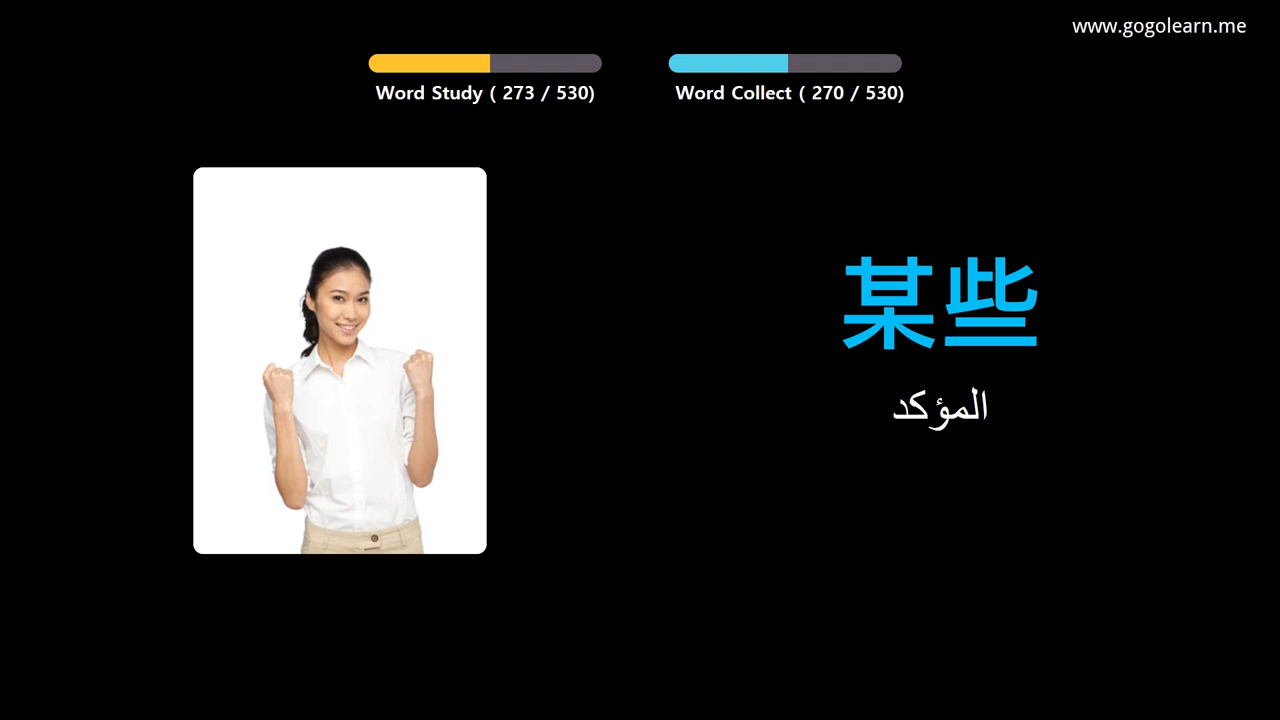 www.gogolearn.me
Word Study ( 273 / 530)
Word Collect ( 270 / 530)
某些
المؤكد